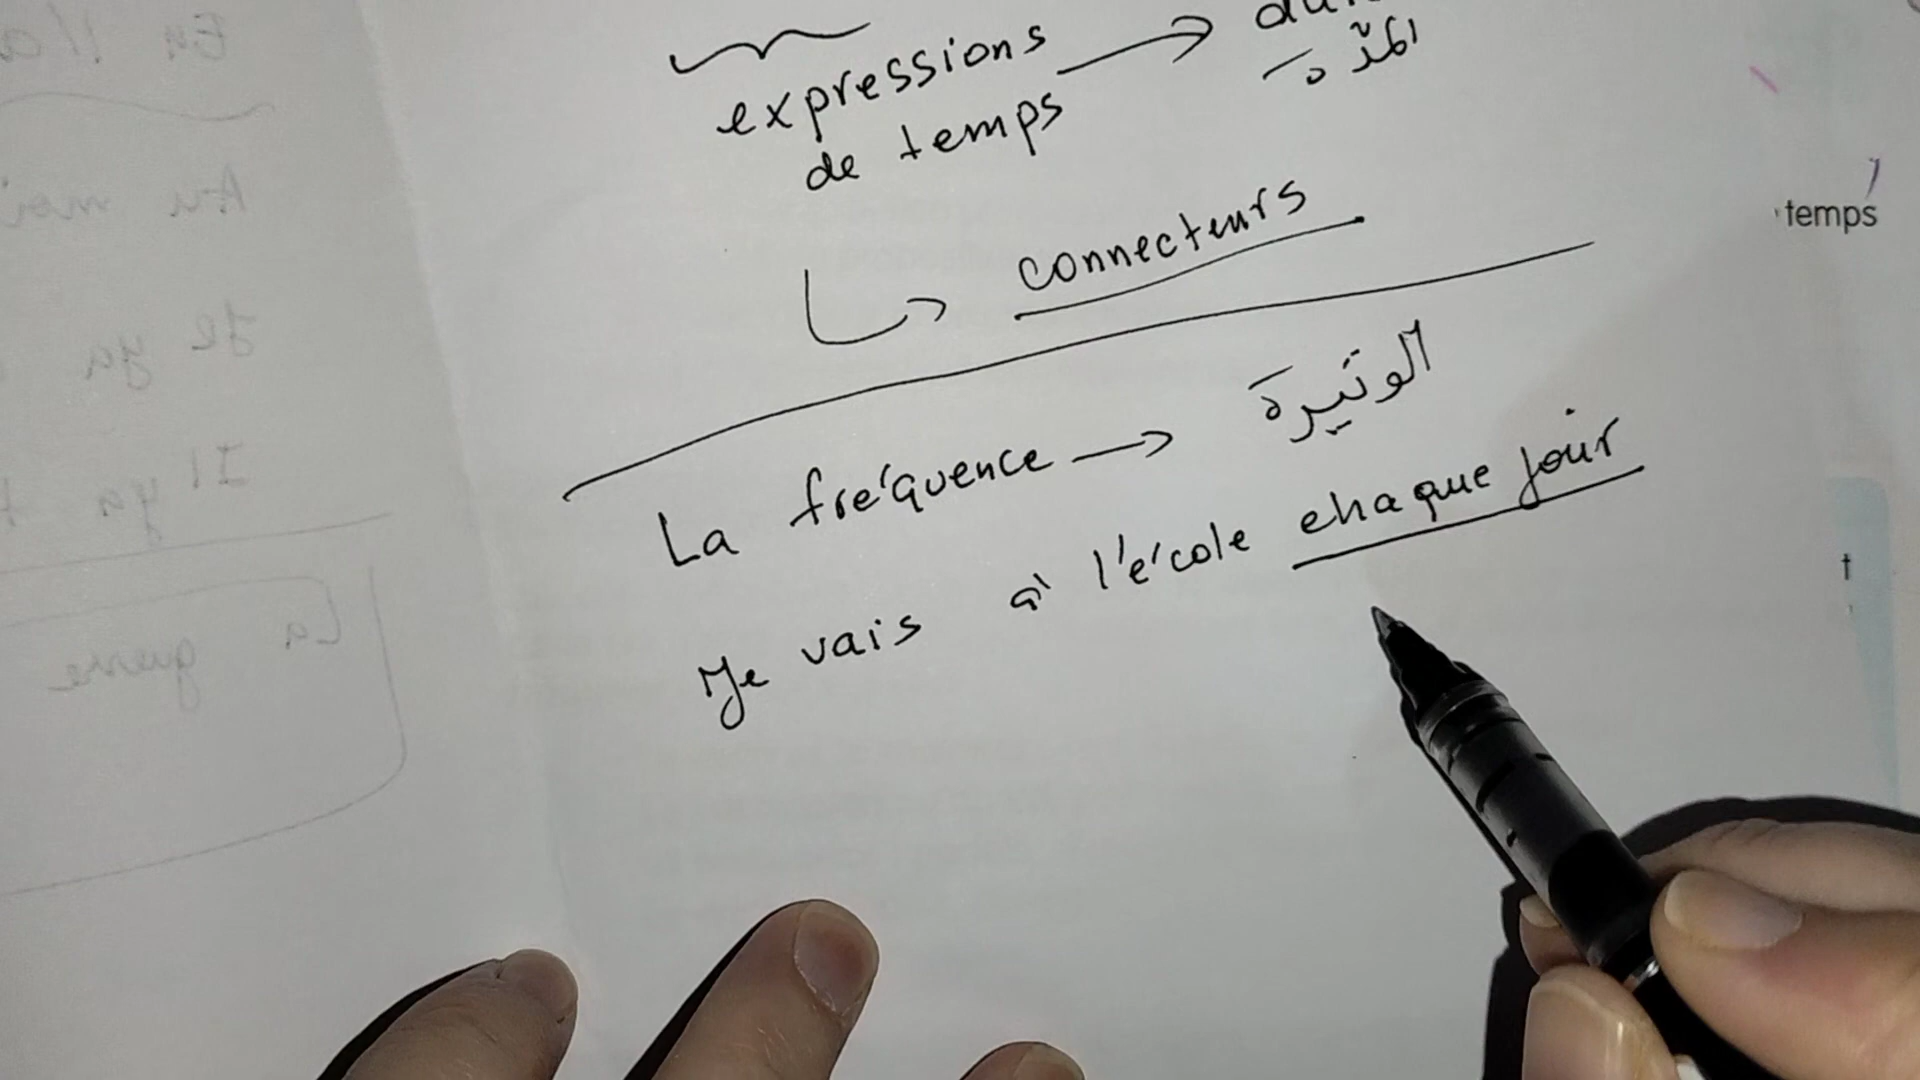 expressions
de temps
المدّة
connecteurs
temps
La fréquence → الوتيرة
Je vais à l'école chaque jour
t